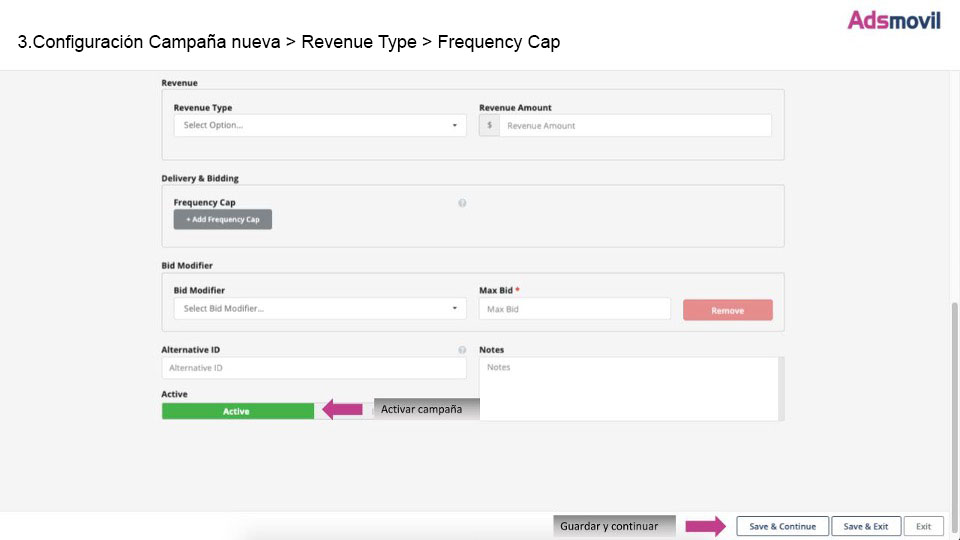 Adsmovil
3.Configuración Campaña nueva > Revenue Type > Frequency Cap
Revenue
Revenue Type
Revenue Amount
Select Option...
$ Revenue Amount
Delivery & Bidding
Frequency Cap ?
+ Add Frequency Cap
Bid Modifier
Bid Modifier
Max Bid *
Select Bid Modifier...
Max Bid
Remove
Alternative ID ?
Notes
Alternative ID
Notes
Active
Active
Activar campaña
Guardar y continuar
Save & Continue
Save & Exit
Exit